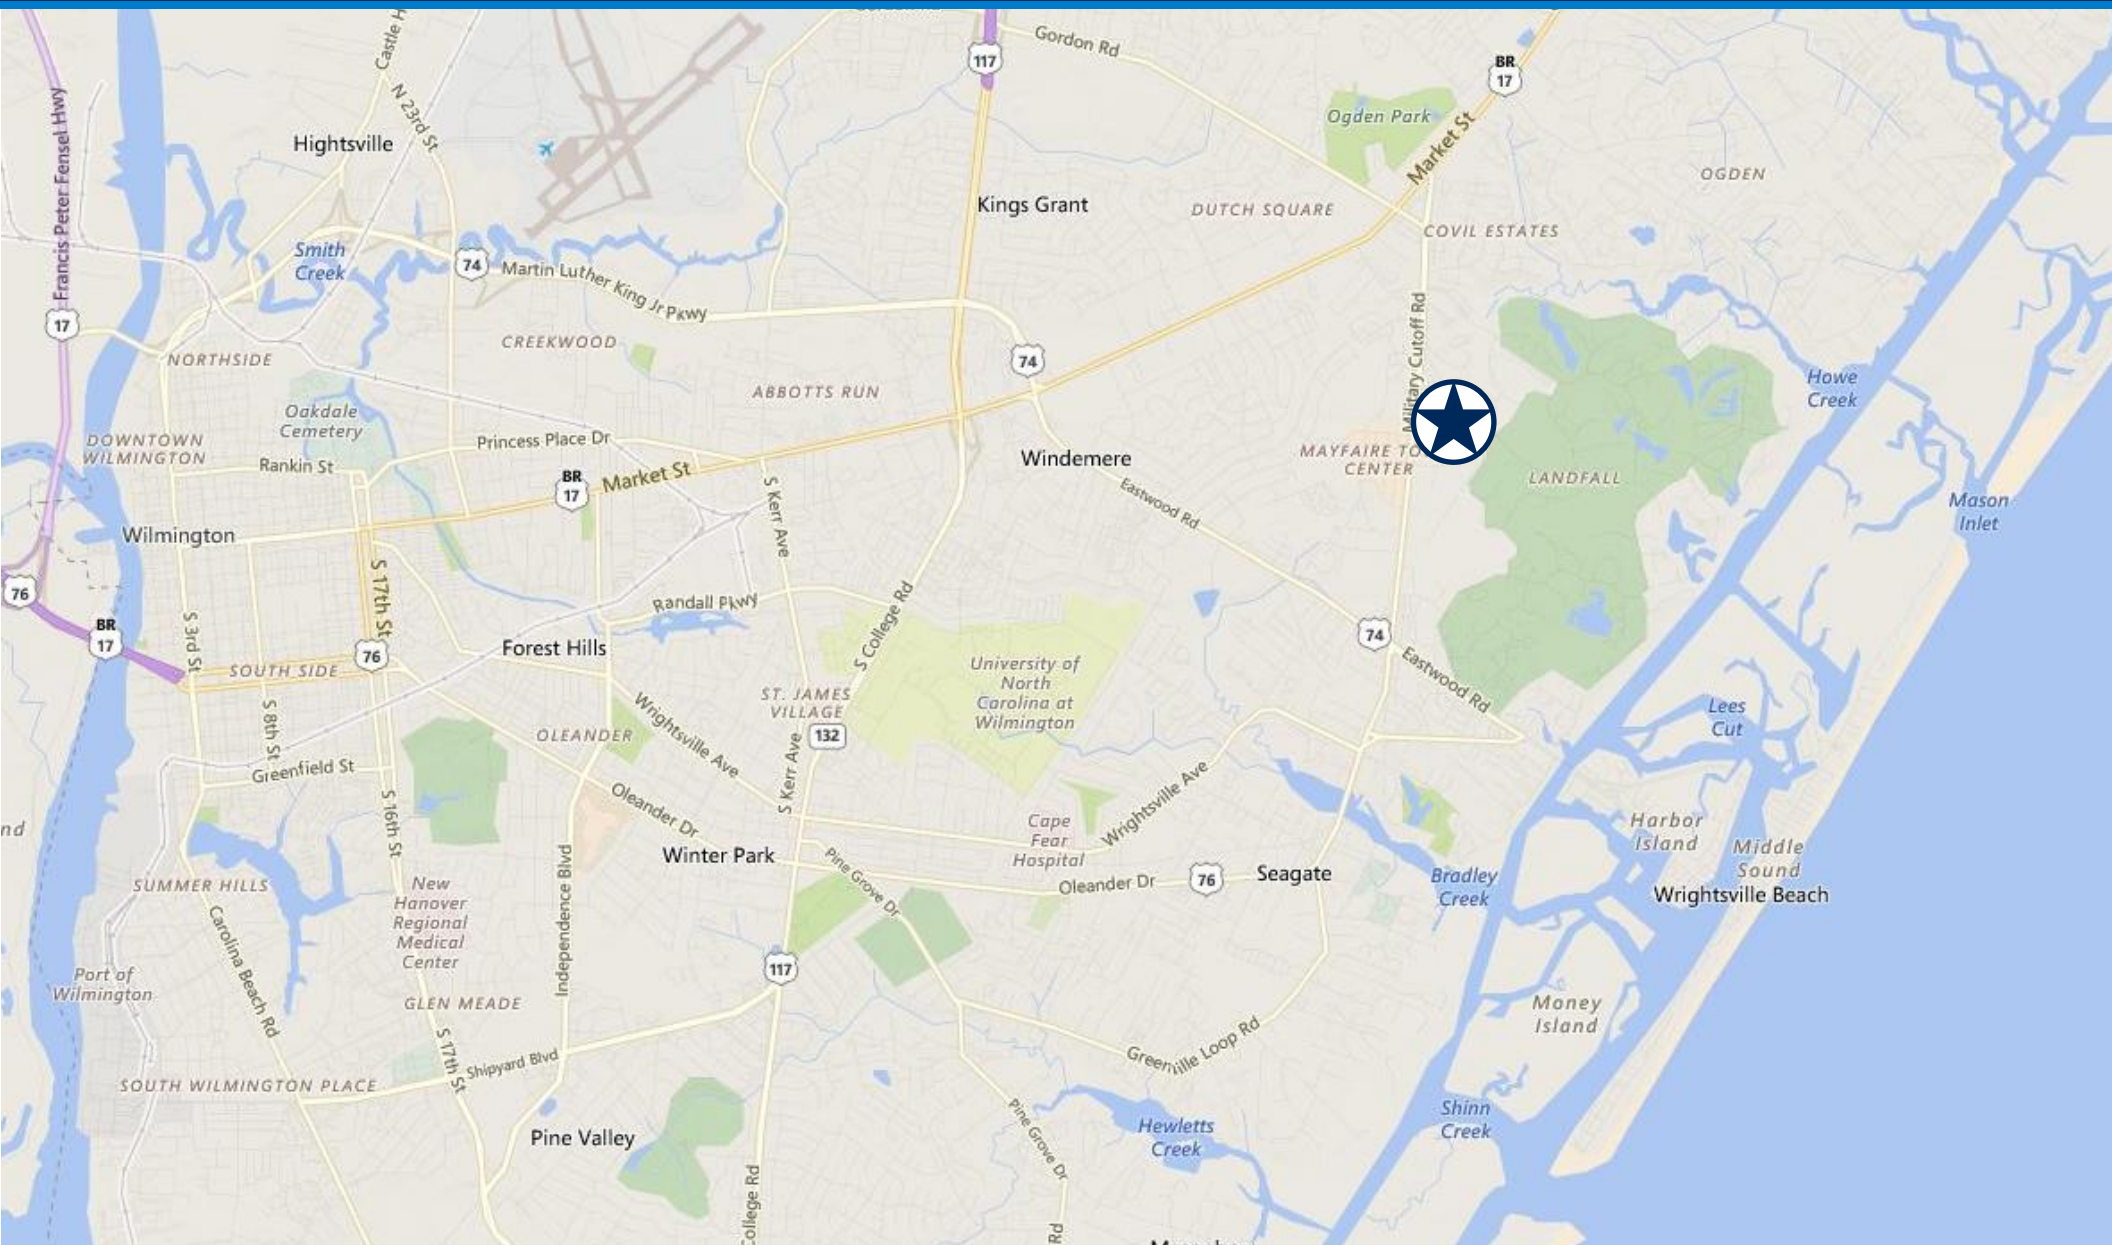 Gordon Rd
117
BR
17
Castle H
N 23rd St
Ogden Park
Market St
Francis Peter Fensel Hwy
Hightsville
OGDEN
Kings Grant
DUTCH SQUARE
COVIL ESTATES
Smith
Creek
74
Martin Luther King Jr Pkwy
17
CREEKWOOD
NORTHSIDE
74
Military Cutoff Rd
ABBOTTS RUN
Howe
Creek
Oakdale
Cemetery
DOWNTOWN
WILMINGTON
Princess Place Dr
Rankin St
Windemere
MAYFAIRE TO
CENTER
LANDFALL
BR
17
Market St
S Kerr Ave
Eastwood Rd
Mason
Inlet
Wilmington
S 17th St
76
Randall Pkwy
S College Rd
BR
17
S 3rd St
Forest Hills
74
Eastwood Rd
76
SOUTH SIDE
University of
North
Carolina at
Wilmington
ST. JAMES
VILLAGE
132
S 8th St
Wrightsville Ave
OLEANDER
Lees
Cut
Greenfield St
S Kerr Ave
Oleander Dr
S 16th St
Wrightsville Ave
Cape
Fear
Hospital
nd
Harbor
Island
Middle
Sound
Winter Park
Pine Grove Dr
Oleander Dr
76
Seagate
Bradley
Creek
Wrightsville Beach
SUMMER HILLS
New
Hanover
Regional
Medical
Center
Independence Blvd
Carolina Beach Rd
117
Port of
Wilmington
GLEN MEADE
Money
Island
S 17th St
Shipyard Blvd
Greenville Loop Rd
SOUTH WILMINGTON PLACE
Pine Grove Dr
Shinn
Creek
Pine Valley
Hewletts
Creek
College Rd
Rd